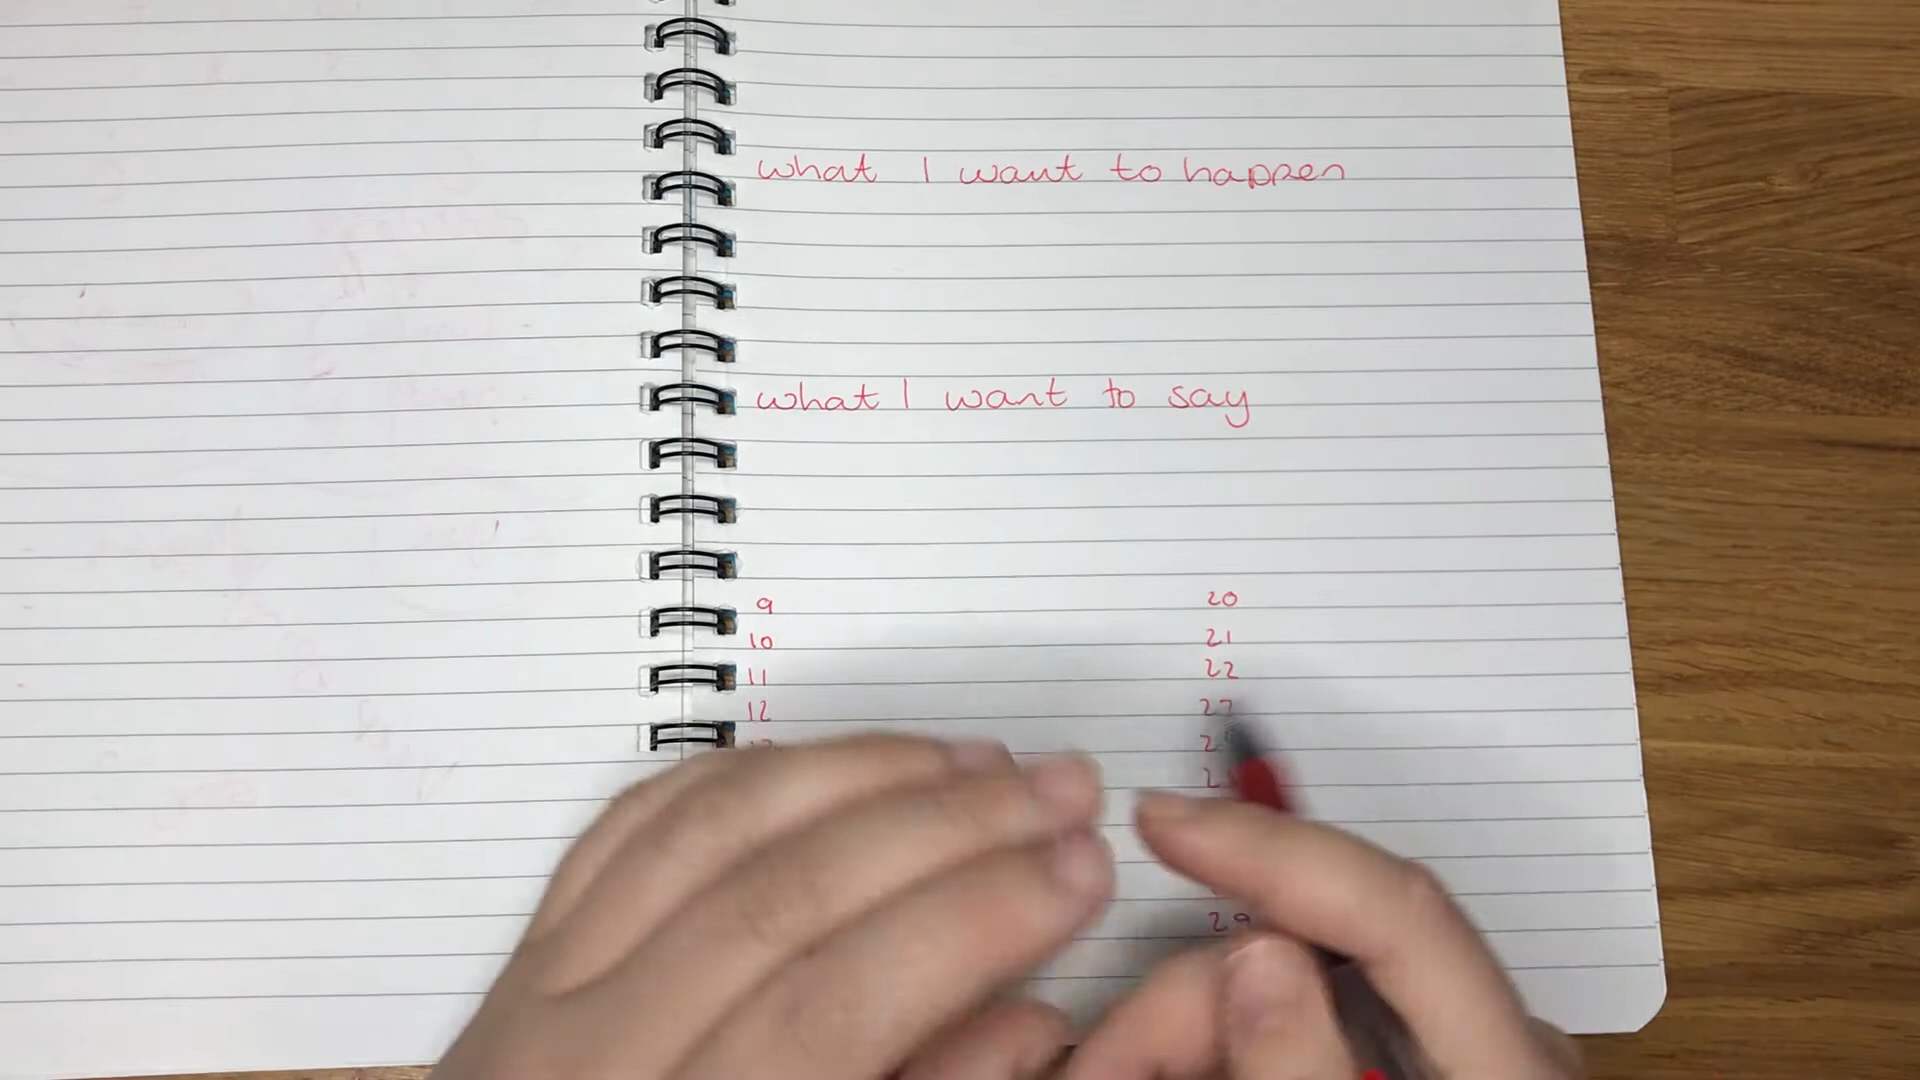 what I want to happen
what I want to say
9 20
10 21
11 22
12
29